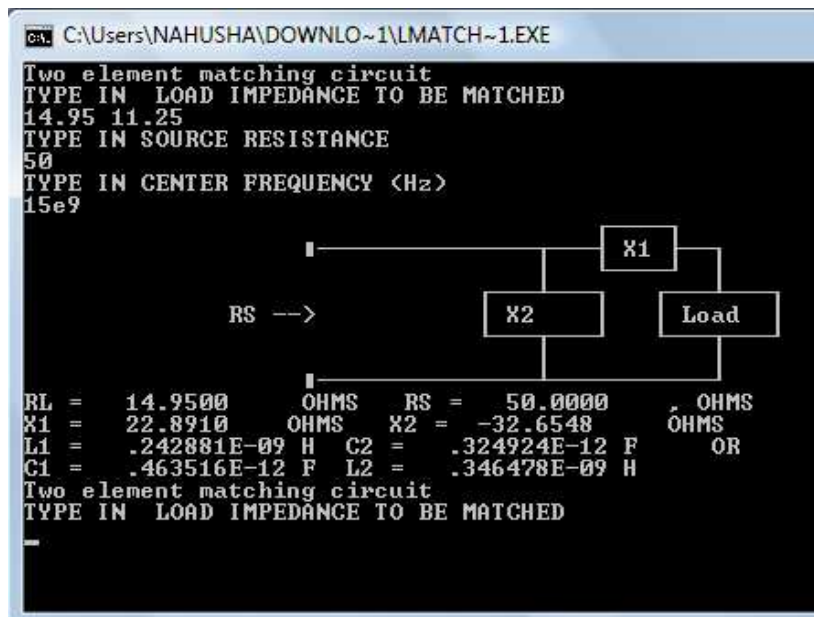 C:\Users\NAHUSHA\DOWNLO~1\LMATCH~1.EXE
Two element matching circuit
TYPE IN  LOAD IMPEDANCE TO BE MATCHED
14.95 11.25
TYPE IN SOURCE RESISTANCE
50
TYPE IN CENTER FREQUENCY (Hz)
15e9
X1
RS --> X2 Load
RL =   14.9500     OHMS   RS =   50.0000    , OHMS
X1 =   22.8910    OHMS   X2 =  -32.6548     OHMS
L1 =   .242881E-09 H  C2 =   .324924E-12 F     OR
C1 =   .463516E-12 F  L2 =   .346478E-09 H
Two element matching circuit
TYPE IN  LOAD IMPEDANCE TO BE MATCHED